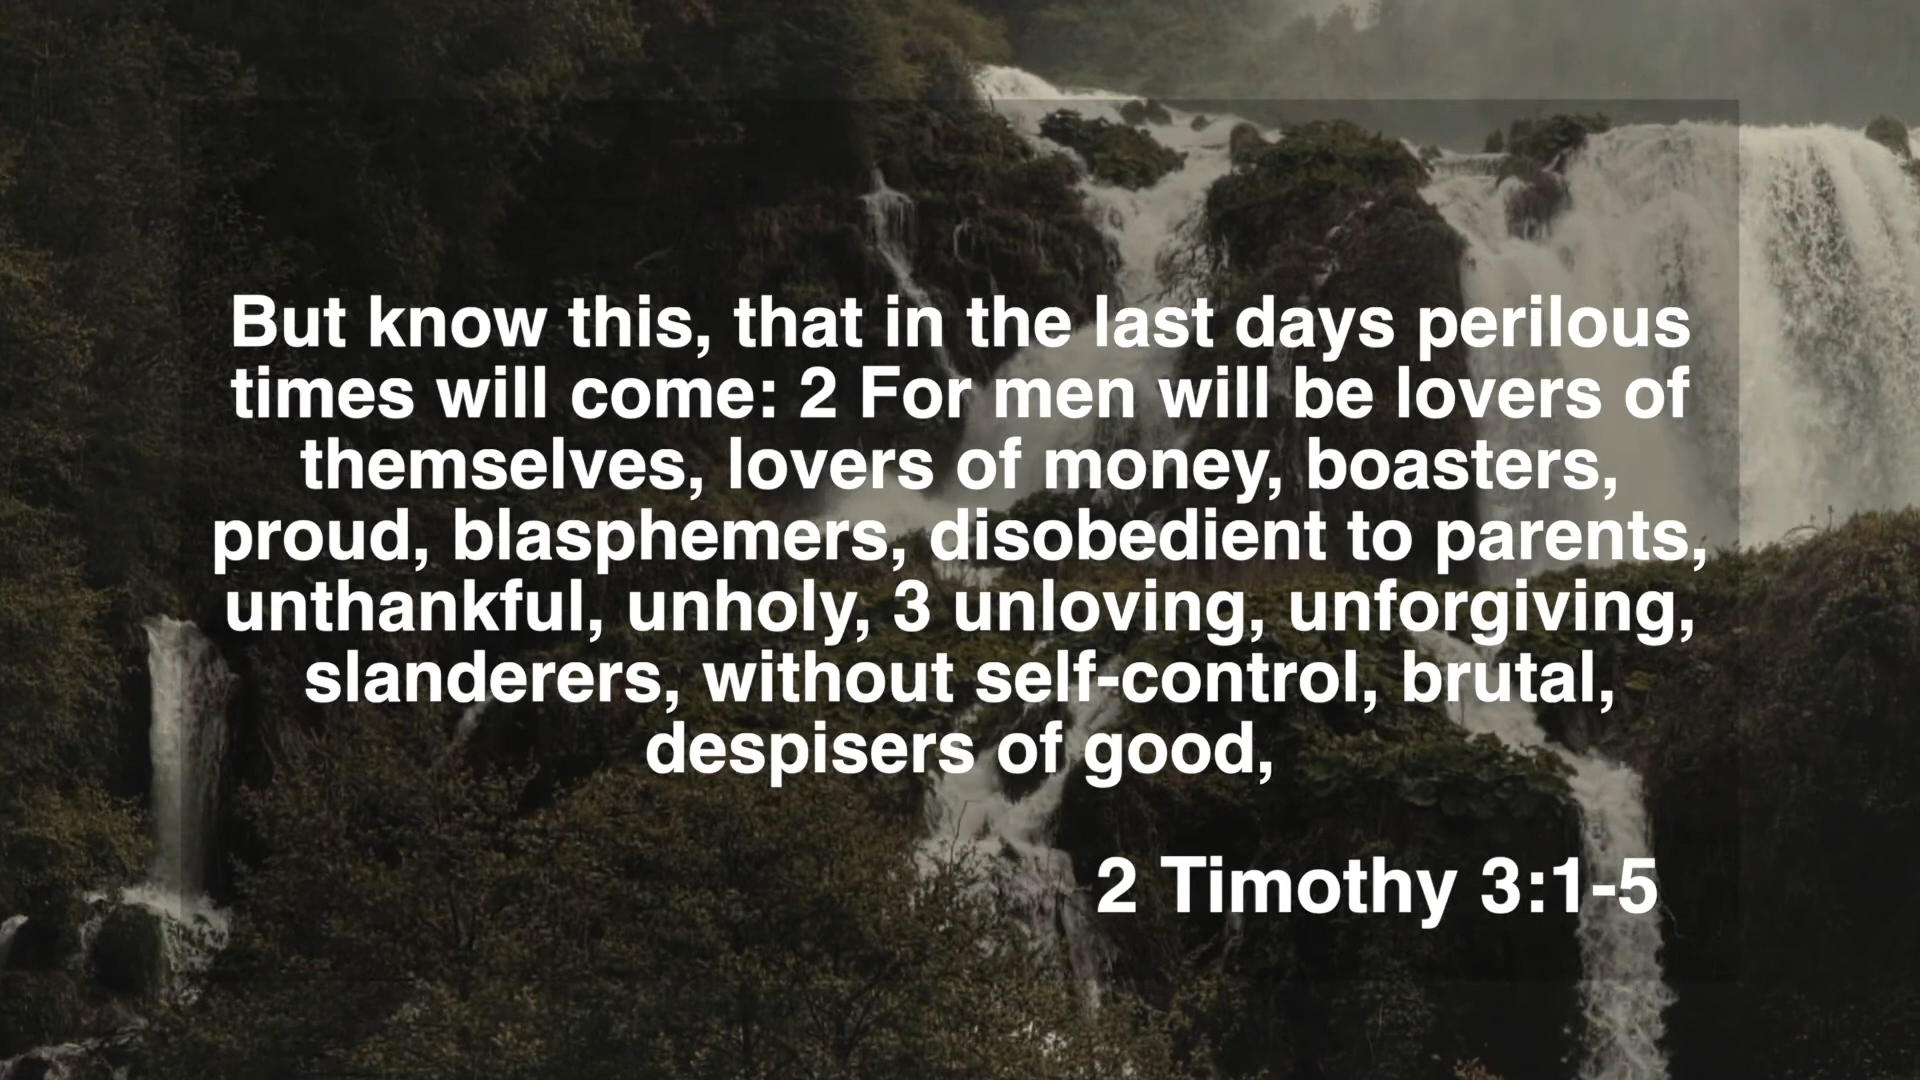 But know this, that in the last days perilous
times will come: 2 For men will be lovers of
themselves, lovers of money, boasters,
proud, blasphemers, disobedient to parents,
unthankful, unholy, 3 unloving, unforgiving,
slanderers, without self-control, brutal,
despisers of good,
2 Timothy 3:1-5